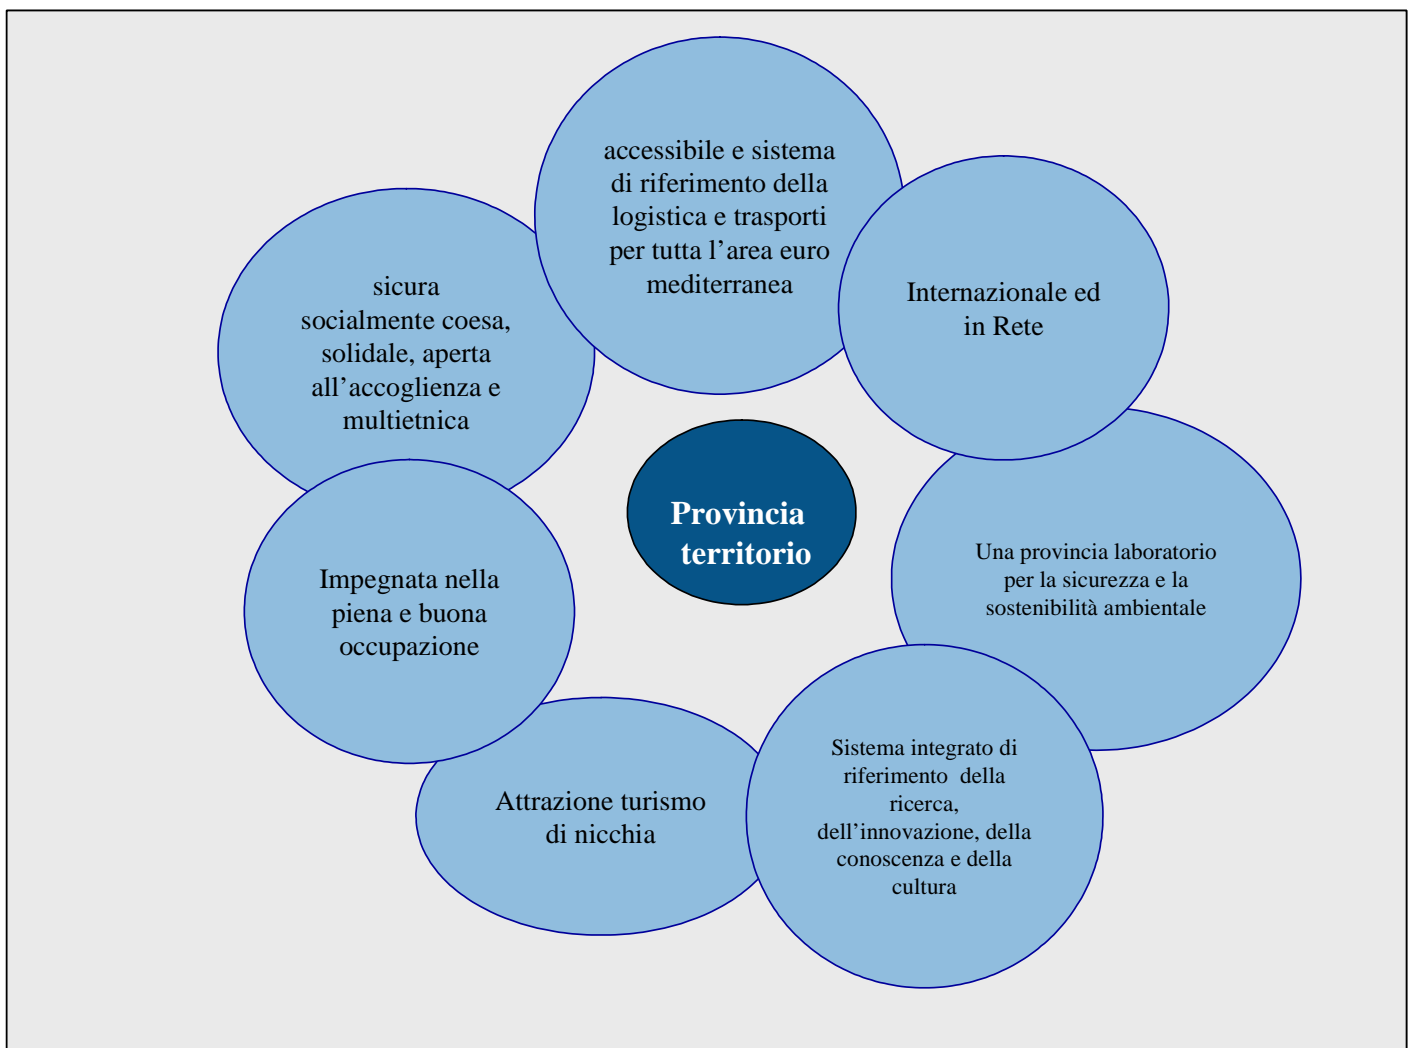 accessibile e sistema
di riferimento della
logistica e trasporti
per tutta l’area euro
mediterranea
Internazionale ed
in Rete
sicura
socialmente coesa,
solidale, aperta
all’accoglienza e
multietnica
Provincia
territorio
Una provincia laboratorio
per la sicurezza e la
sostenibilità ambientale
Impegnata nella
piena e buona
occupazione
Sistema integrato di
riferimento  della
ricerca,
dell’innovazione, della
conoscenza e della
cultura
Attrazione turismo
di nicchia